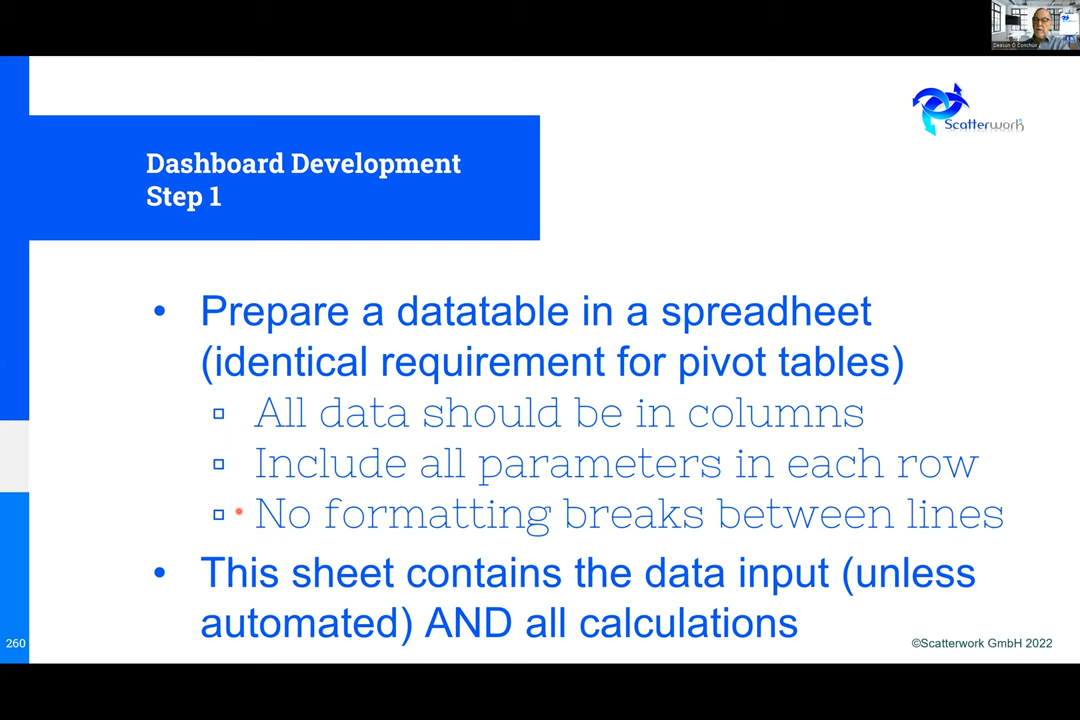 Deasún Ó Conchúir
Scatterwork
Dashboard Development
Step 1
• Prepare a datatable in a spreadheet
(identical requirement for pivot tables)
All data should be in columns
Include all parameters in each row
No formatting breaks between lines
• This sheet contains the data input (unless
automated) AND all calculations
260
©Scatterwork GmbH 2022